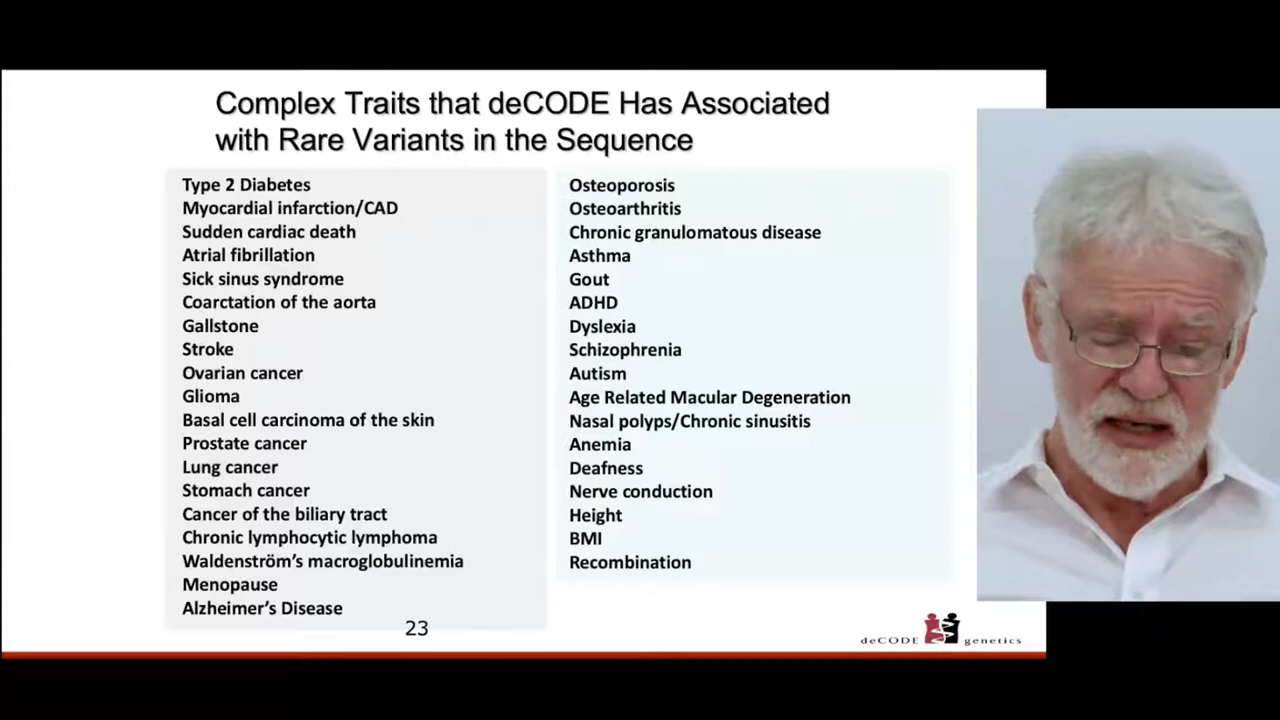 Complex Traits that deCODE Has Associated
with Rare Variants in the Sequence
Type 2 Diabetes
Myocardial infarction/CAD
Sudden cardiac death
Atrial fibrillation
Sick sinus syndrome
Coarctation of the aorta
Gallstone
Stroke
Ovarian cancer
Glioma
Basal cell carcinoma of the skin
Prostate cancer
Lung cancer
Stomach cancer
Cancer of the biliary tract
Chronic lymphocytic lymphoma
Waldenström’s macroglobulinemia
Menopause
Alzheimer’s Disease
Osteoporosis
Osteoarthritis
Chronic granulomatous disease
Asthma
Gout
ADHD
Dyslexia
Schizophrenia
Autism
Age Related Macular Degeneration
Nasal polyps/Chronic sinusitis
Anemia
Deafness
Nerve conduction
Height
BMI
Recombination
23
deCODE genetics